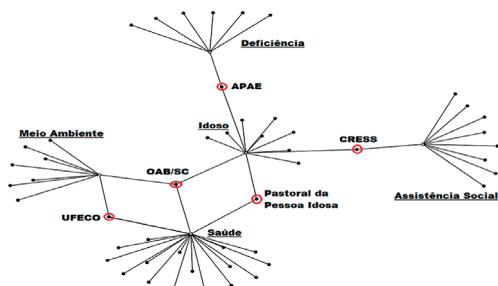 Deficiência
APAE
Idoso
Meio Ambiente
CRESS
OAB/SC
Pastoral da
Pessoa Idosa
Assistência Social
UFECO
Saúde